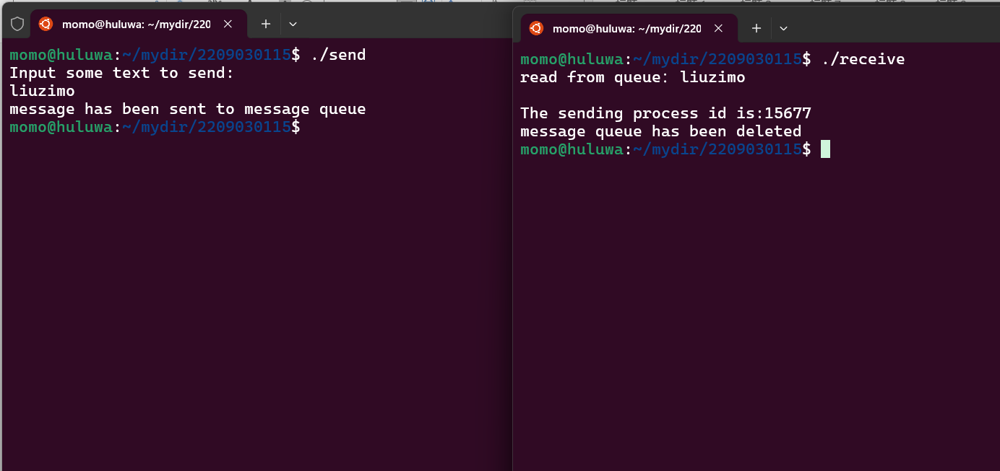 momo@huluwa: ~/mydir/220
momo@huluwa:~/mydir/2209030115$ ./send
Input some text to send:
liuzimo
message has been sent to message queue
momo@huluwa:~/mydir/2209030115$
momo@huluwa: ~/mydir/220
momo@huluwa:~/mydir/2209030115$ ./receive
read from queue: liuzimo
The sending process id is:15677
message queue has been deleted
momo@huluwa:~/mydir/2209030115$